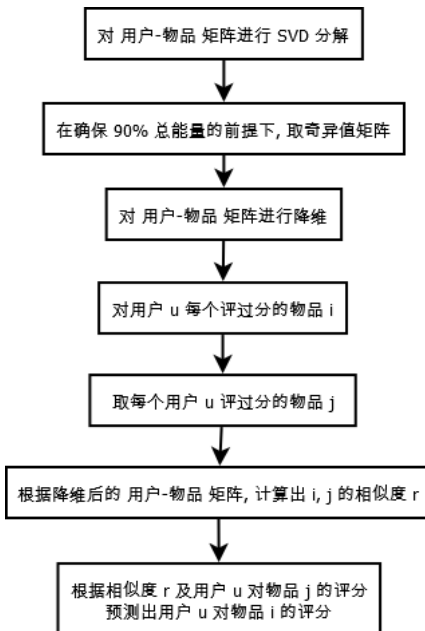 对 用户-物品 矩阵进行 SVD 分解
在确保 90% 总能量的前提下, 取奇异值矩阵
对 用户-物品 矩阵进行降维
对用户 u 每个评过分的物品 i
取每个用户 u 评过分的物品 j
根据降维后的 用户-物品 矩阵, 计算出 i, j 的相似度 r
根据相似度 r 及用户 u 对物品 j 的评分
预测出用户 u 对物品 i 的评分